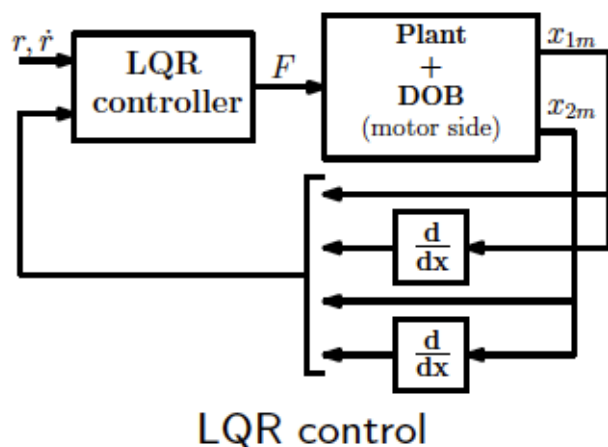 r, ṙ
LQR
controller
F
Plant
+
DOB
(motor side)
x₁ₘ
x₂ₘ
d
dx
d
dx
LQR control